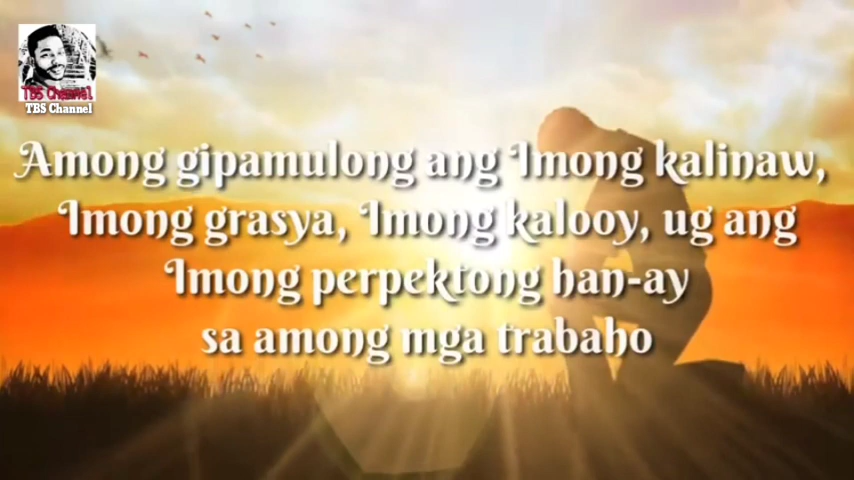 TBS Channel
TBS Channel
Among gipamulong ang Imong kalinaw,
Imong grasya, Imong kalooy, ug ang
Imong perpektong han-ay
sa among mga trabaho